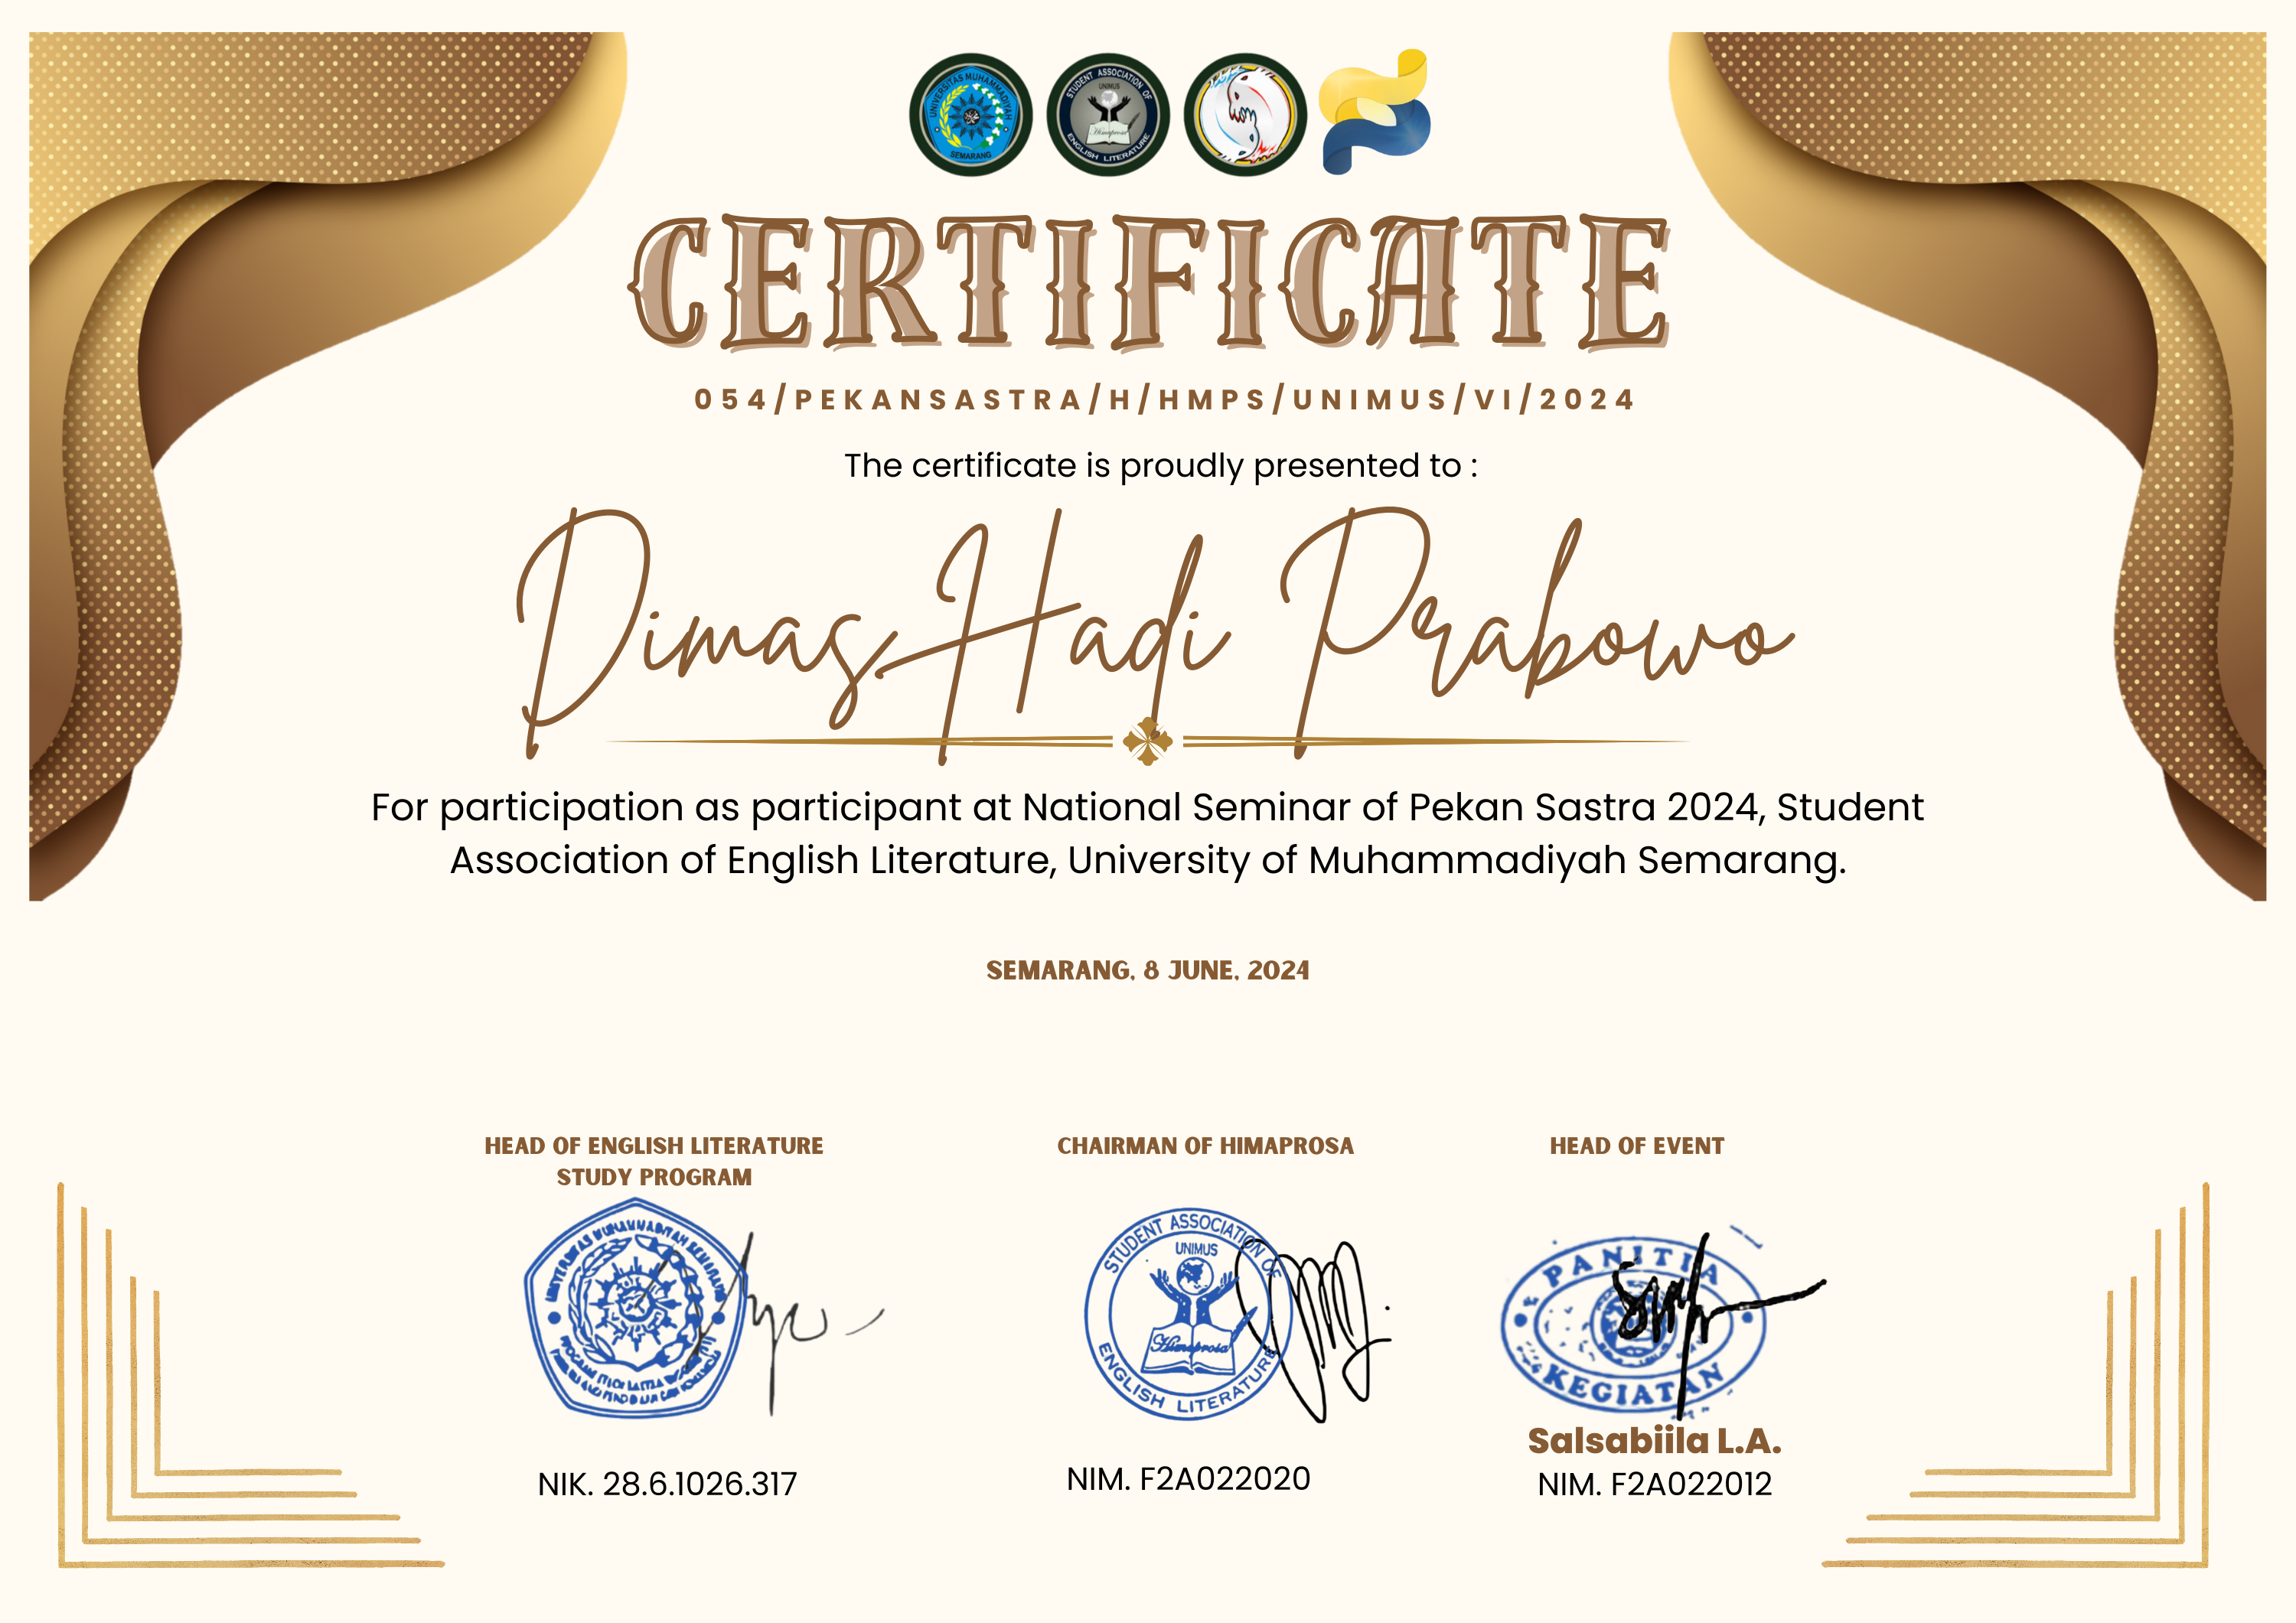 UNIVERSITAS MUHAMMADIYAH
SEMARANG
STUDENT ASSOCIATION OF
UNIMUS
Himaprosa
ENGLISH LITERATURE
CERTIFICATE
054/PEKANSASTRA/H/HMPS/UNIMUS/VI/2024
The certificate is proudly presented to :
Dimas Hadi Prabowo
For participation as participant at National Seminar of Pekan Sastra 2024, Student
Association of English Literature, University of Muhammadiyah Semarang.
SEMARANG, 8 JUNE, 2024
HEAD OF ENGLISH LITERATURE
STUDY PROGRAM
NIK. 28.6.1026.317
CHAIRMAN OF HIMAPROSA
STUDENT ASSOCIATION OF
UNIMUS
Himaprosa
ENGLISH LITERATURE
NIM. F2A022020
HEAD OF EVENT
PANITIA
KEGIATAN
Salsabiila L.A.
NIM. F2A022012